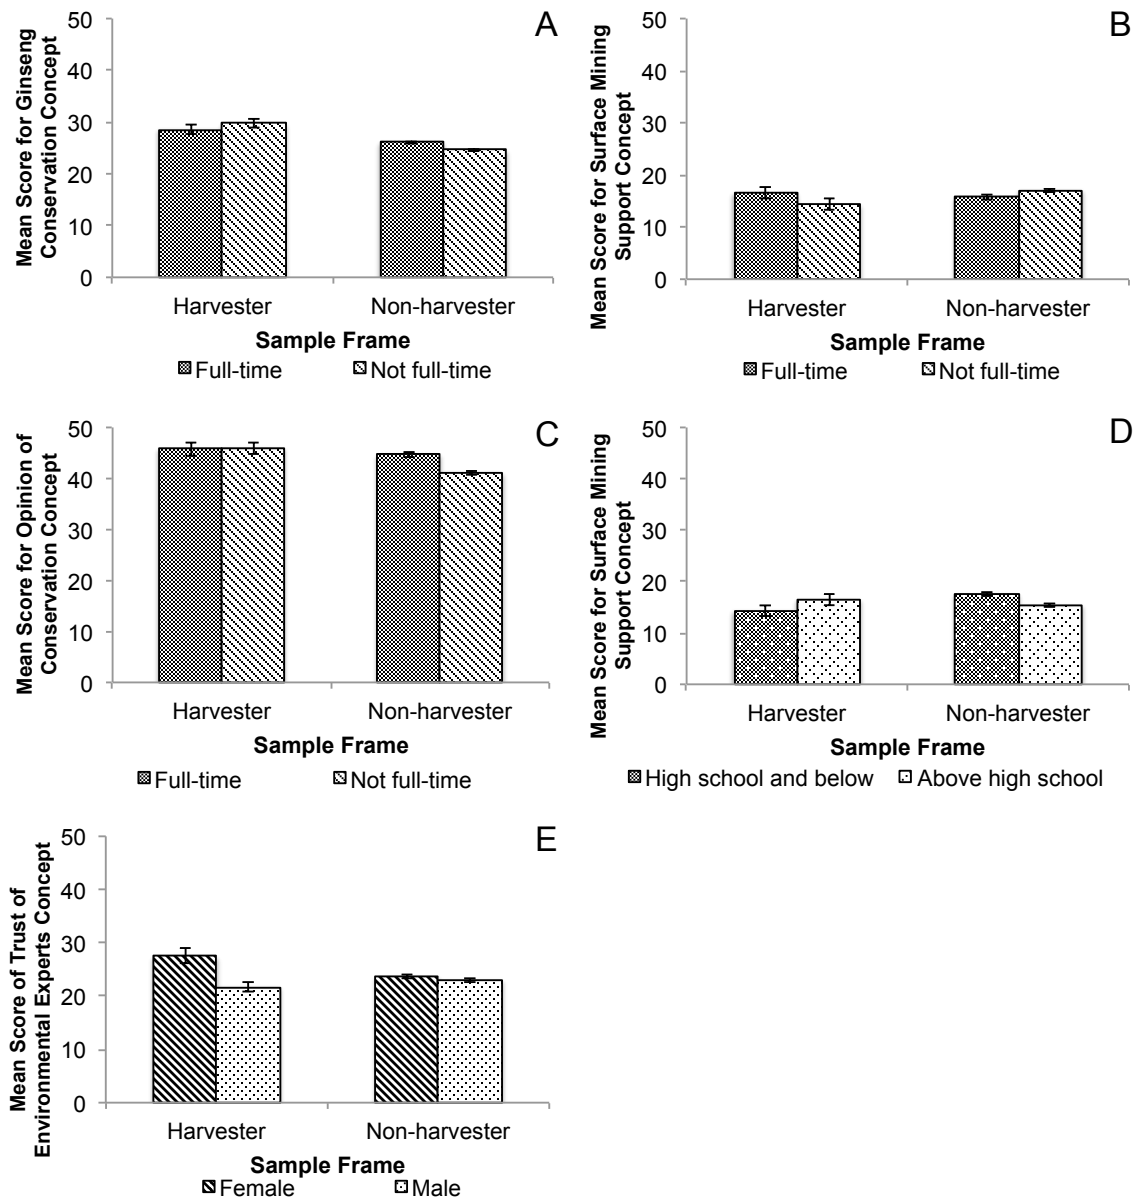 A
Mean Score for Ginseng
Conservation Concept
50
40
30
20
10
0
Harvester Non-harvester
Sample Frame
Full-time Not full-time
B
Mean Score for Surface Mining
Support Concept
50
40
30
20
10
0
Harvester Non-harvester
Sample Frame
Full-time Not full-time
C
Mean Score for Opinion of
Conservation Concept
50
40
30
20
10
0
Harvester Non-harvester
Sample Frame
Full-time Not full-time
D
Mean Score for Surface Mining
Support Concept
50
40
30
20
10
0
Harvester Non-harvester
Sample Frame
High school and below Above high school
E
Mean Score of Trust of
Environmental Experts Concept
50
40
30
20
10
0
Harvester Non-harvester
Sample Frame
Female Male